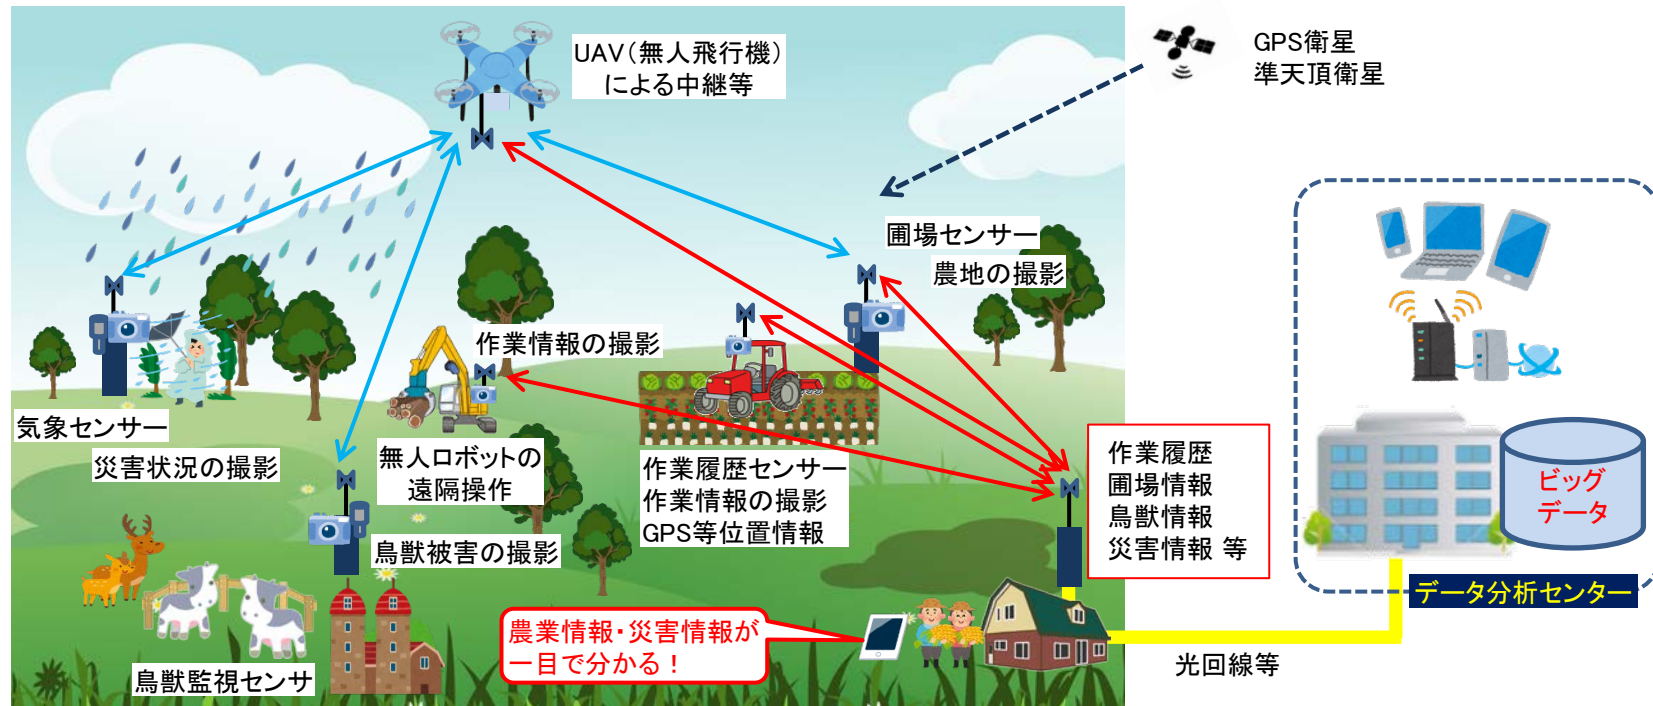 UAV(無人飛行機)
による中継等
GPS衛星
準天頂衛星
圃場センサー
農地の撮影
作業情報の撮影
気象センサー
災害状況の撮影
無人ロボットの
遠隔操作
鳥獣被害の撮影
作業履歴センサー
作業情報の撮影
GPS等位置情報
作業履歴
圃場情報
鳥獣情報
災害情報 等
ビッグ
データ
データ分析センター
農業情報・災害情報が
一目で分かる！
鳥獣監視センサ
光回線等